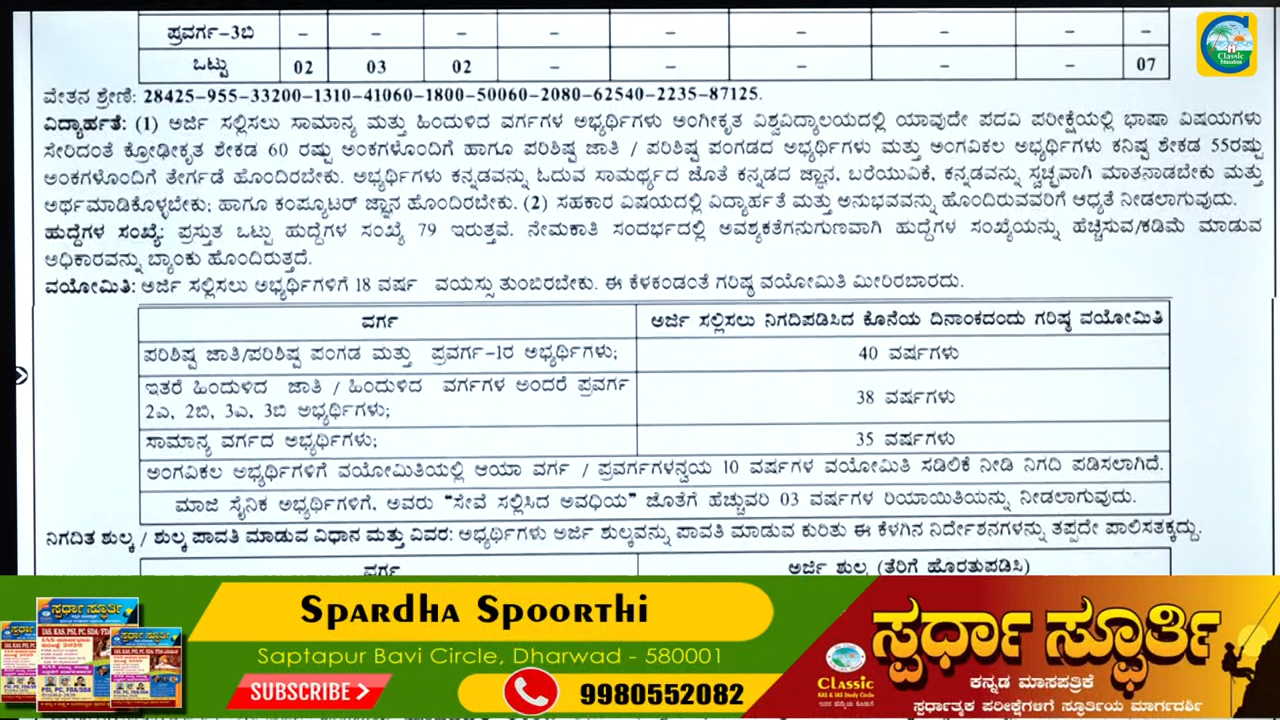 ಪ್ರವರ್ಗ-3ಬಿ – – – – – – – – –
ಒಟ್ಟು 02 03 02 – – – – – 07
Classic
Education
ವೇತನ ಶ್ರೇಣಿ: 28425-955-33200-1310-41060-1800-50060-2080-62540-2235-87125.
ವಿದ್ಯಾರ್ಹತೆ: (1) ಅರ್ಜಿ ಸಲ್ಲಿಸಲು ಸಾಮಾನ್ಯ ಮತ್ತು ಹಿಂದುಳಿದ ವರ್ಗಗಳ ಅಭ್ಯರ್ಥಿಗಳು ಅಂಗೀಕೃತ ವಿಶ್ವವಿದ್ಯಾಲಯದಲ್ಲಿ ಯಾವುದೇ ಪದವಿ ಪರೀಕ್ಷೆಯಲ್ಲಿ ಭಾಷಾ ವಿಷಯಗಳು
ಸೇರಿದಂತೆ ಕ್ರೋಢೀಕೃತ ಶೇಕಡ 60 ರಷ್ಟು ಅಂಕಗಳೊಂದಿಗೆ ಹಾಗೂ ಪರಿಶಿಷ್ಟ ಜಾತಿ / ಪರಿಶಿಷ್ಟ ಪಂಗಡದ ಅಭ್ಯರ್ಥಿಗಳು ಮತ್ತು ಅಂಗವಿಕಲ ಅಭ್ಯರ್ಥಿಗಳು ಕನಿಷ್ಟ ಶೇಕಡ 55ರಷ್ಟು
ಅಂಕಗಳೊಂದಿಗೆ ತೇರ್ಗಡೆ ಹೊಂದಿರಬೇಕು. ಅಭ್ಯರ್ಥಿಗಳು ಕನ್ನಡವನ್ನು ಓದುವ ಸಾಮರ್ಥ್ಯದ ಜೊತೆ ಕನ್ನಡದ ಜ್ಞಾನ, ಬರೆಯುವಿಕೆ, ಕನ್ನಡವನ್ನು ಸ್ವಚ್ಛವಾಗಿ ಮಾತನಾಡಬೇಕು ಮತ್ತು
ಅರ್ಥಮಾಡಿಕೊಳ್ಳಬೇಕು; ಹಾಗೂ ಕಂಪ್ಯೂಟರ್ ಜ್ಞಾನ ಹೊಂದಿರಬೇಕು. (2) ಸಹಕಾರ ವಿಷಯದಲ್ಲಿ ವಿದ್ಯಾರ್ಹತೆ ಮತ್ತು ಅನುಭವವನ್ನು ಹೊಂದಿರುವವರಿಗೆ ಆಧ್ಯತೆ ನೀಡಲಾಗುವುದು.
ಹುದ್ದೆಗಳ ಸಂಖ್ಯೆ: ಪ್ರಸ್ತುತ ಒಟ್ಟು ಹುದ್ದೆಗಳ ಸಂಖ್ಯೆ 79 ಇರುತ್ತವೆ. ನೇಮಕಾತಿ ಸಂದರ್ಭದಲ್ಲಿ ಅವಶ್ಯಕತೆಗನುಗುಣವಾಗಿ ಹುದ್ದೆಗಳ ಸಂಖ್ಯೆಯನ್ನು ಹೆಚ್ಚಿಸುವ/ಕಡಿಮೆ ಮಾಡುವ
ಅಧಿಕಾರವನ್ನು ಬ್ಯಾಂಕು ಹೊಂದಿರುತ್ತದೆ.
ವಯೋಮಿತಿ: ಅರ್ಜಿ ಸಲ್ಲಿಸಲು ಅಭ್ಯರ್ಥಿಗಳಿಗೆ 18 ವರ್ಷ ವಯಸ್ಸು ತುಂಬಿರಬೇಕು. ಈ ಕೆಳಕಂಡಂತೆ ಗರಿಷ್ಠ ವಯೋಮಿತಿ ಮೀರಿರಬಾರದು.
ವರ್ಗ ಅರ್ಜಿ ಸಲ್ಲಿಸಲು ನಿಗದಿಪಡಿಸಿದ ಕೊನೆಯ ದಿನಾಂಕದಂದು ಗರಿಷ್ಠ ವಯೋಮಿತಿ
ಪರಿಶಿಷ್ಟ ಜಾತಿ/ಪರಿಶಿಷ್ಟ ಪಂಗಡ ಮತ್ತು ಪ್ರವರ್ಗ-1ರ ಅಭ್ಯರ್ಥಿಗಳು; 40 ವರ್ಷಗಳು
ಇತರೆ ಹಿಂದುಳಿದ ಜಾತಿ / ಹಿಂದುಳಿದ ವರ್ಗಗಳ ಅಂದರೆ ಪ್ರವರ್ಗ
2ಎ, 2ಬಿ, 3ಎ, 3ಬಿ ಅಭ್ಯರ್ಥಿಗಳು; 38 ವರ್ಷಗಳು
ಸಾಮಾನ್ಯ ವರ್ಗದ ಅಭ್ಯರ್ಥಿಗಳು; 35 ವರ್ಷಗಳು
ಅಂಗವಿಕಲ ಅಭ್ಯರ್ಥಿಗಳಿಗೆ ವಯೋಮಿತಿಯಲ್ಲಿ ಆಯಾ ವರ್ಗ / ಪ್ರವರ್ಗಗಳನ್ವಯ 10 ವರ್ಷಗಳ ವಯೋಮಿತಿ ಸಡಿಲಿಕೆ ನೀಡಿ ನಿಗದಿ ಪಡಿಸಲಾಗಿದೆ.
ಮಾಜಿ ಸೈನಿಕ ಅಭ್ಯರ್ಥಿಗಳಿಗೆ, ಅವರು "ಸೇವೆ ಸಲ್ಲಿಸಿದ ಅವಧಿಯ" ಜೊತೆಗೆ ಹೆಚ್ಚುವರಿ 03 ವರ್ಷಗಳ ರಿಯಾಯಿತಿಯನ್ನು ನೀಡಲಾಗುವುದು.
ನಿಗದಿತ ಶುಲ್ಕ / ಶುಲ್ಕ ಪಾವತಿ ಮಾಡುವ ವಿಧಾನ ಮತ್ತು ವಿವರ: ಅಭ್ಯರ್ಥಿಗಳು ಅರ್ಜಿ ಶುಲ್ಕವನ್ನು ಪಾವತಿ ಮಾಡುವ ಕುರಿತು ಈ ಕೆಳಗಿನ ನಿರ್ದೇಶನಗಳನ್ನು ತಪ್ಪದೇ ಪಾಲಿಸತಕ್ಕದ್ದು.
ವರ್ಗ ಅರ್ಜಿ ಶುಲ್ಕ (ತೆರಿಗೆ ಹೊರತುಪಡಿಸಿ)
Spardha Spoorthi
Saptapur Bavi Circle, Dharwad - 580001
SUBSCRIBE
9980552082
ಸ್ಪರ್ಧಾ ಸ್ಫೂರ್ತಿ
Classic
KAS & IAS Study Circle
ಕನ್ನಡ ಮಾಸಪತ್ರಿಕೆ
ಸ್ಪರ್ಧಾತ್ಮಕ ಪರೀಕ್ಷೆಗಳಿಗೆ ಸ್ಫೂರ್ತಿಯ ಮಾರ್ಗದರ್ಶಿ